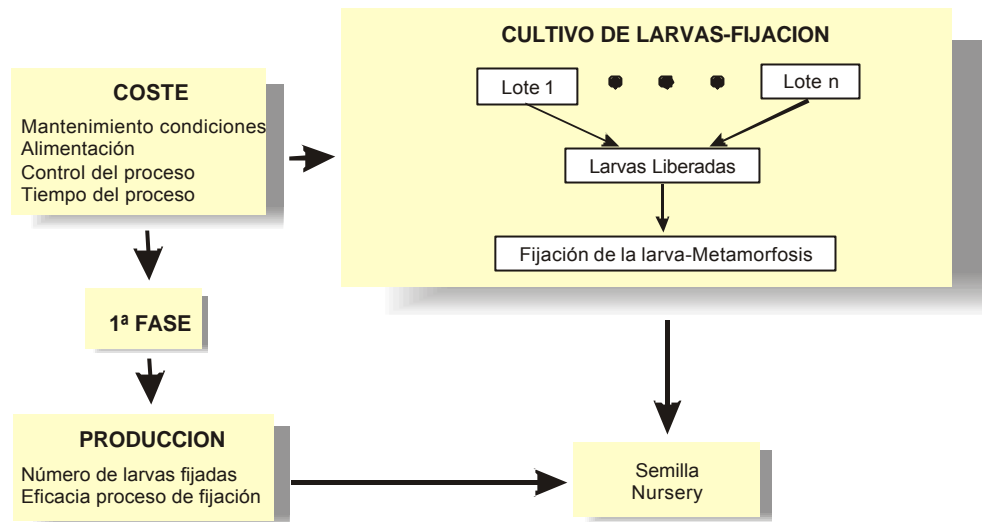 CULTIVO DE LARVAS-FIJACION
Lote 1
Lote n
Larvas Liberadas
Fijación de la larva-Metamorfosis
COSTE
Mantenimiento condiciones
Alimentación
Control del proceso
Tiempo del proceso
1ª FASE
PRODUCCION
Número de larvas fijadas
Eficacia proceso de fijación
Semilla
Nursery